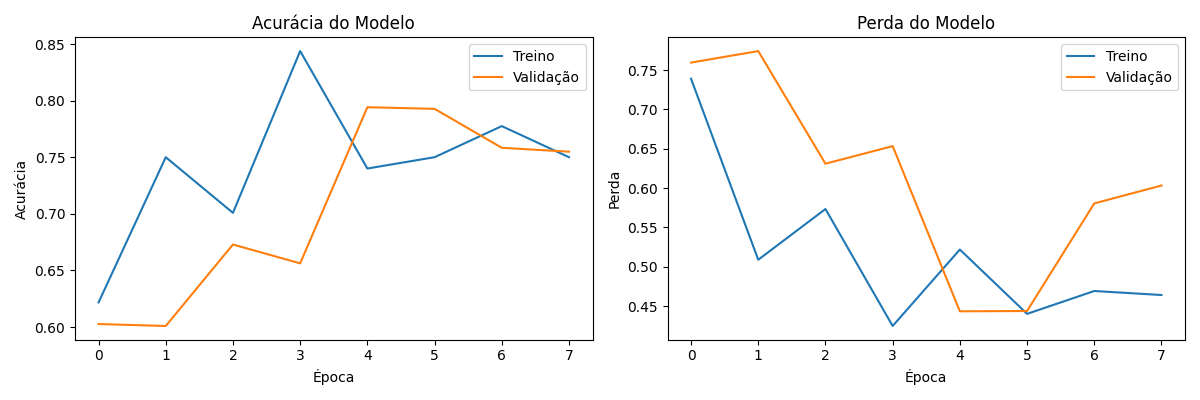 Acurácia do Modelo
Acurácia
0.85
0.80
0.75
0.70
0.65
0.60
0 1 2 3 4 5 6 7
Época
Treino
Validação
Perda do Modelo
Perda
0.75
0.70
0.65
0.60
0.55
0.50
0.45
0 1 2 3 4 5 6 7
Época
Treino
Validação